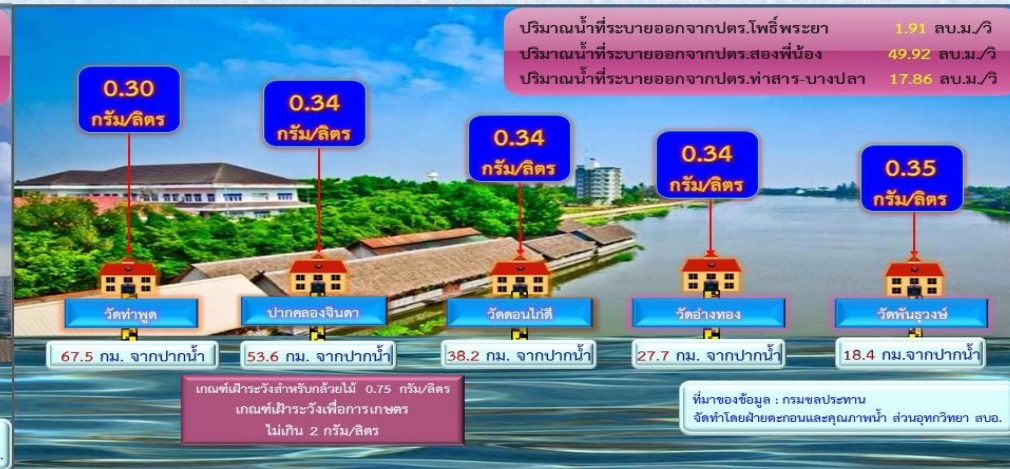 ปริมาณน้ำที่ระบายออกจากปตร.โพธิ์พระยา 1.91 ลบ.ม./วิ
ปริมาณน้ำที่ระบายออกจากปตร.สองพี่น้อง 49.92 ลบ.ม./วิ
ปริมาณน้ำที่ระบายออกจากปตร.ท่าสาร-บางปลา 17.86 ลบ.ม./วิ
0.30
กรัม/ลิตร
0.34
กรัม/ลิตร
0.34
กรัม/ลิตร
0.34
กรัม/ลิตร
0.35
กรัม/ลิตร
วัดท่าพูด
ปากคลองจินดา
วัดดอนไก่ดี
วัดอ่างทอง
วัดพันธุวงษ์
67.5 กม. จากปากน้ำ
53.6 กม. จากปากน้ำ
38.2 กม. จากปากน้ำ
27.7 กม. จากปากน้ำ
18.4 กม.จากปากน้ำ
เกณฑ์เฝ้าระวังสำหรับกล้วยไม้ 0.75 กรัม/ลิตร
เกณฑ์เฝ้าระวังเพื่อการเกษตร
ไม่เกิน 2 กรัม/ลิตร
ที่มาของข้อมูล : กรมชลประทาน
จัดทำโดยฝ่ายตะกอนและคุณภาพน้ำ ส่วนอุทกวิทยา สบอ.